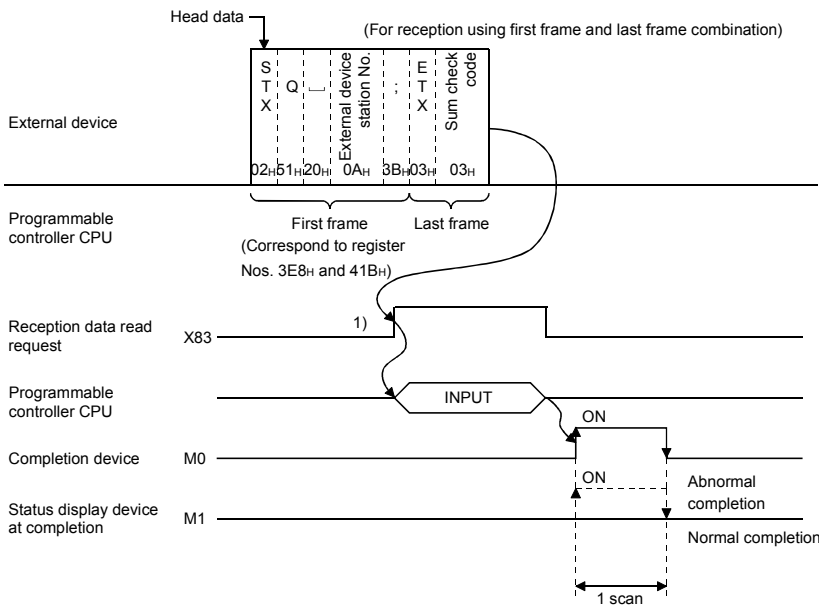 Head data
(For reception using first frame and last frame combination)
External device
S
T
X
Q
External device
station No.
;
E
T
X
Sum check
code
02H 51H 20H 0AH 3BH 03H 03H
Programmable
controller CPU
First frame
Last frame
(Correspond to register
Nos. 3E8H and 41BH)
Reception data read
request
X83
1)
Programmable
controller CPU
INPUT
Completion device
M0
ON
Abnormal
completion
Status display device
at completion
M1
ON
Normal completion
1 scan